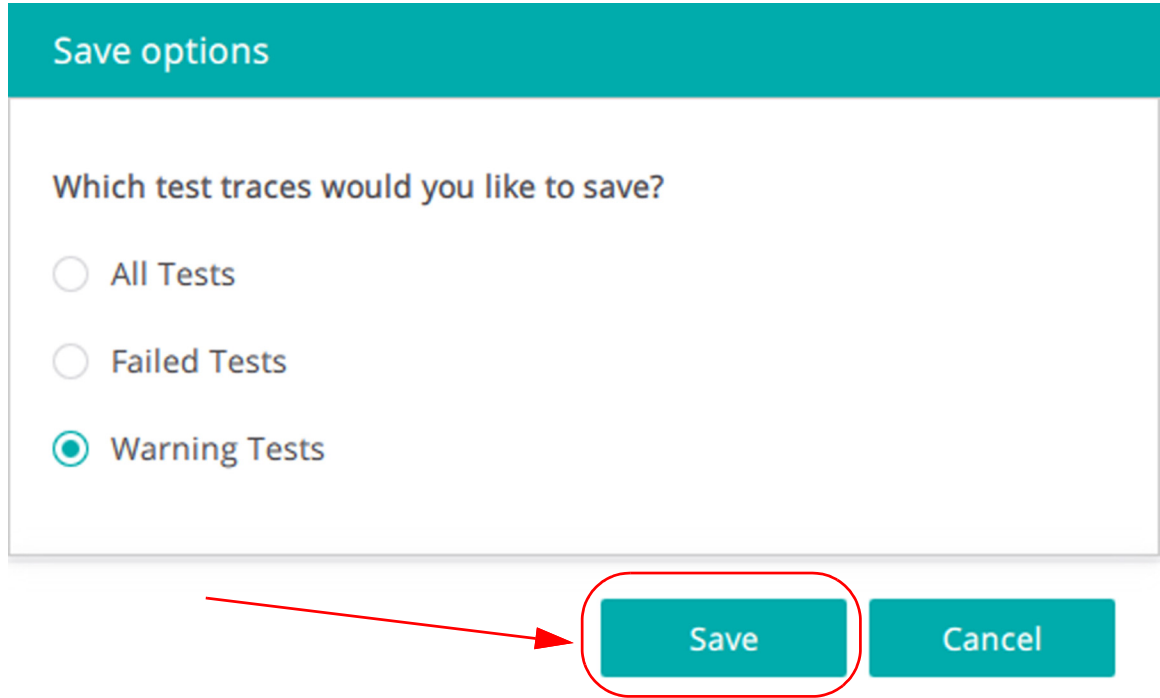 Save options
Which test traces would you like to save?
All Tests
Failed Tests
Warning Tests
Save
Cancel